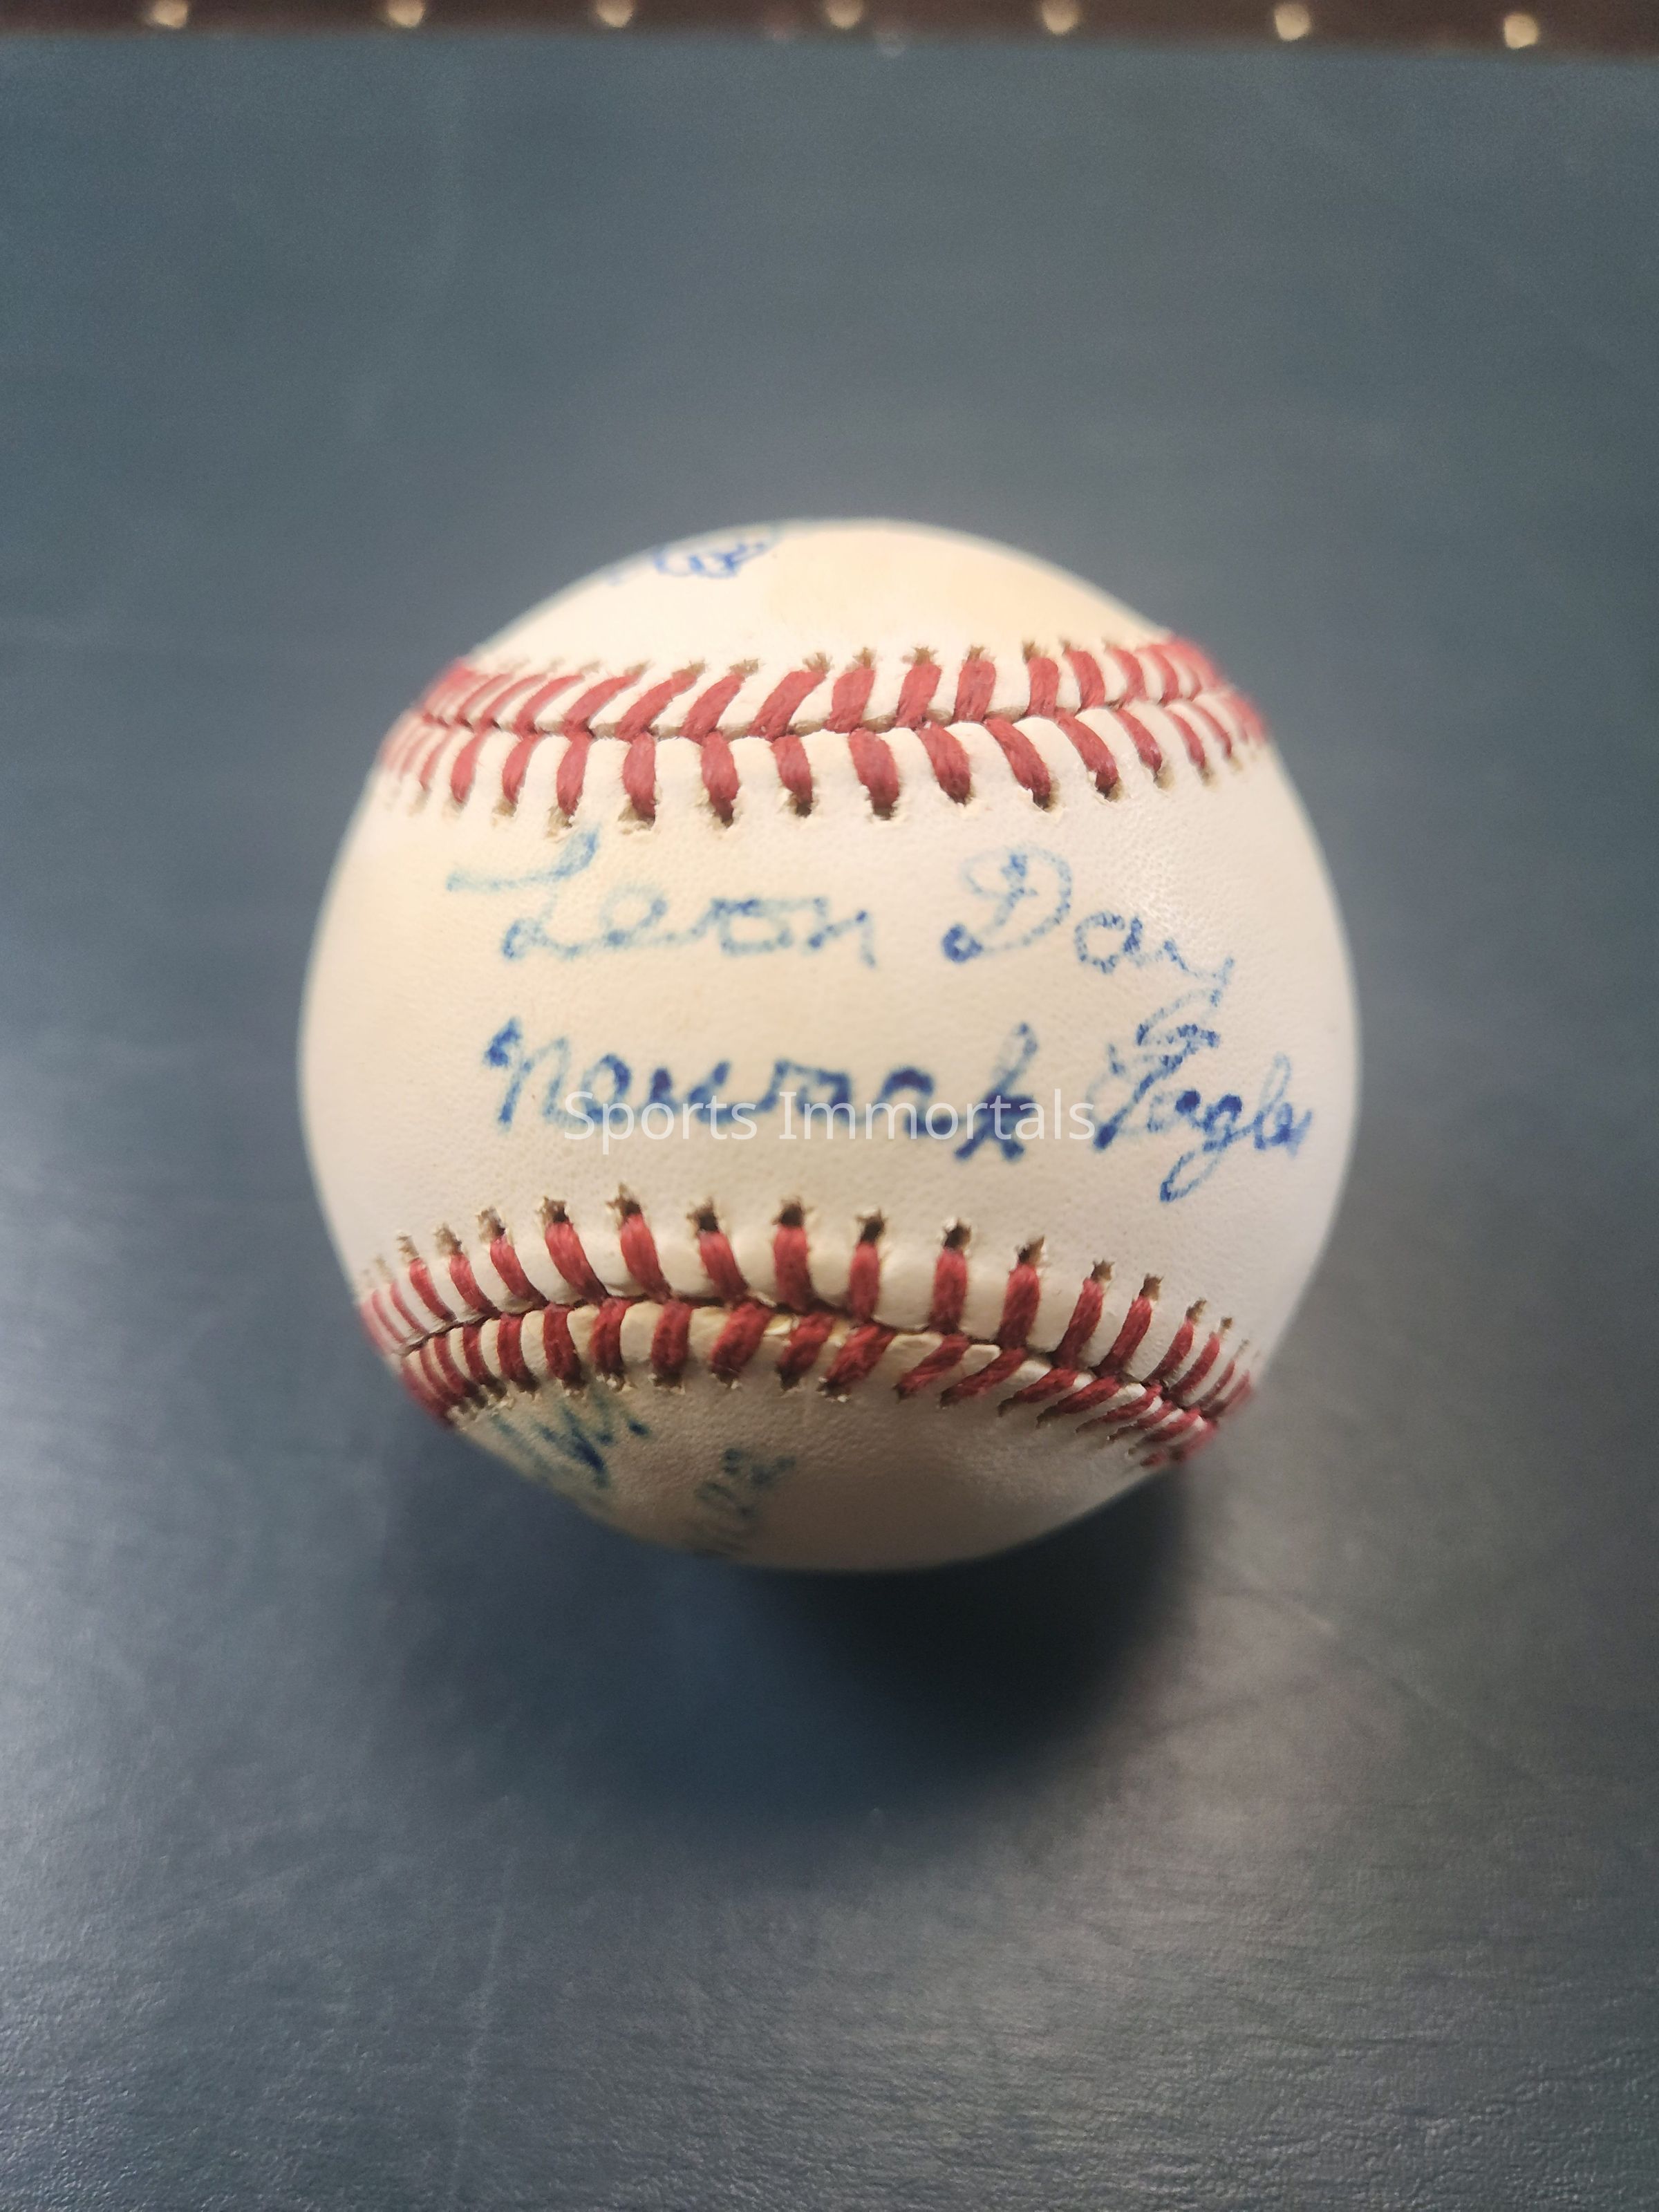 Leon Day
Newark Eagles
Sports Immortals